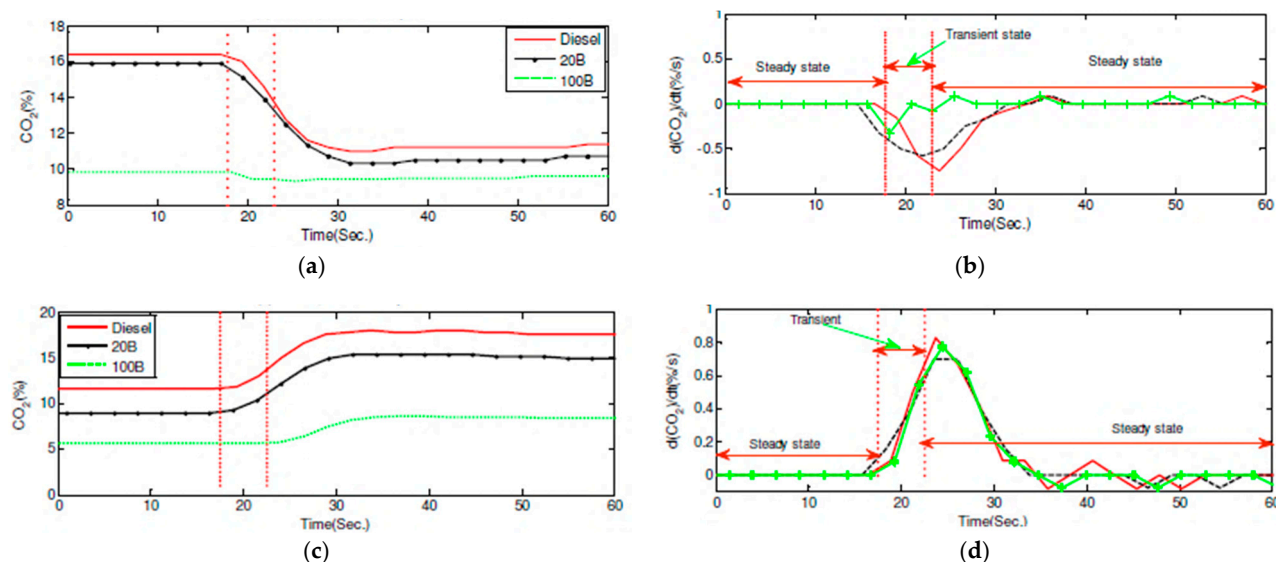 18
16
14
12
10
8
CO₂(%)
Diesel
20B
100B
0 10 20 30 40 50 60
Time(Sec.)
(a)
1
0.5
0
-0.5
-1
d(CO₂)/dt(%/s)
Transient state
Steady state
Steady state
0 10 20 30 40 50 60
Time(Sec.)
(b)
20
15
10
5
0
CO₂(%)
Diesel
20B
100B
0 10 20 30 40 50 60
Time(Sec.)
(c)
1
0.8
0.6
0.4
0.2
0
d(CO₂)/dt(%/s)
Transient
Steady state
Steady state
0 10 20 30 40 50 60
Time(Sec.)
(d)